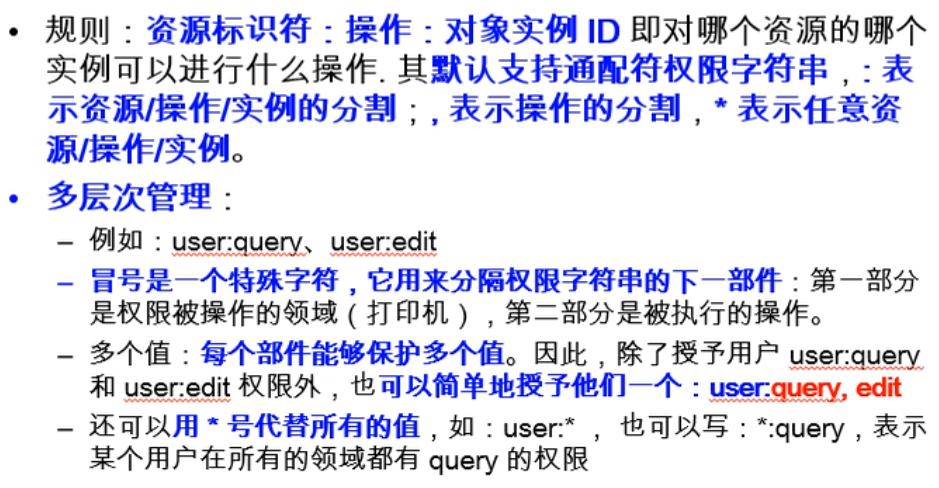 • 规则：资源标识符：操作：对象实例 ID 即对哪个资源的哪个
实例可以进行什么操作. 其默认支持通配符权限字符串，: 表
示资源/操作/实例的分割；, 表示操作的分割，* 表示任意资
源/操作/实例。
• 多层次管理：
– 例如：user:query、user:edit
– 冒号是一个特殊字符，它用来分隔权限字符串的下一部件：第一部分
是权限被操作的领域（打印机），第二部分是被执行的操作。
– 多个值：每个部件能够保护多个值。因此，除了授予用户 user:query
和 user:edit 权限外，也可以简单地授予他们一个：user:query, edit
– 还可以用 * 号代替所有的值，如：user:* ， 也可以写：*:query，表示
某个用户在所有的领域都有 query 的权限